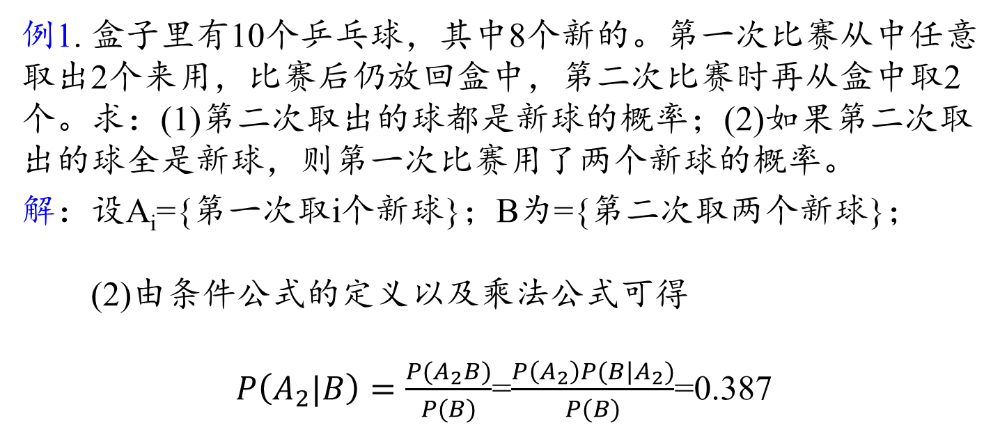 例1. 盒子里有10个乒乓球，其中8个新的。第一次比赛从中任意
取出2个来用，比赛后仍放回盒中，第二次比赛时再从盒中取2
个。求：(1)第二次取出的球都是新球的概率；(2)如果第二次取
出的球全是新球，则第一次比赛用了两个新球的概率。
解：设Aᵢ={第一次取i个新球}；B为={第二次取两个新球}；
(2)由条件公式的定义以及乘法公式可得
P(A₂|B) = P(A₂B)/P(B)=P(A₂)P(B|A₂)/P(B)=0.387